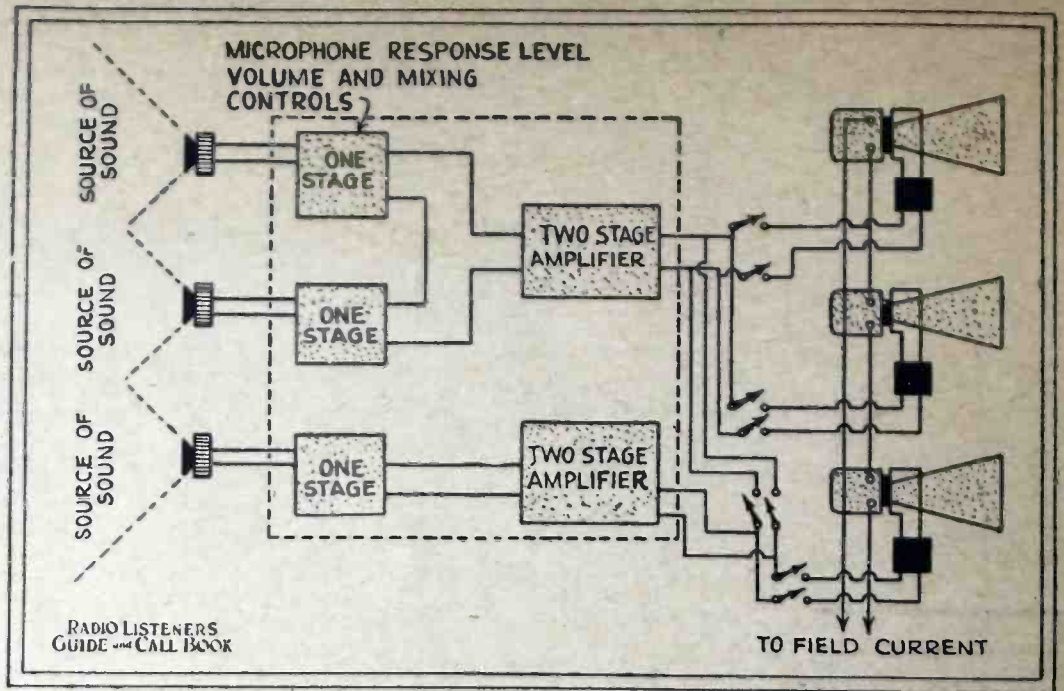 MICROPHONE RESPONSE LEVEL
VOLUME AND MIXING
CONTROLS
SOURCE OF
SOUND
ONE
STAGE
TWO STAGE
AMPLIFIER
SOURCE OF
SOUND
ONE
STAGE
SOURCE OF
SOUND
ONE
STAGE
TWO STAGE
AMPLIFIER
RADIO LISTENERS
GUIDE and CALL BOOK
TO FIELD CURRENT